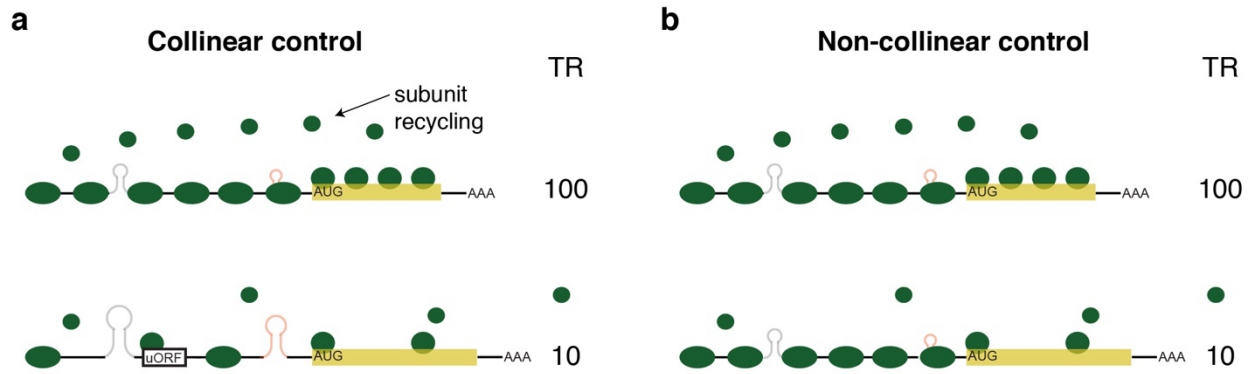 a
Collinear control
TR
subunit
recycling
AUG
AAA
100
uORF
AUG
AAA
10
b
Non-collinear control
TR
AUG
AAA
100
AUG
AAA
10